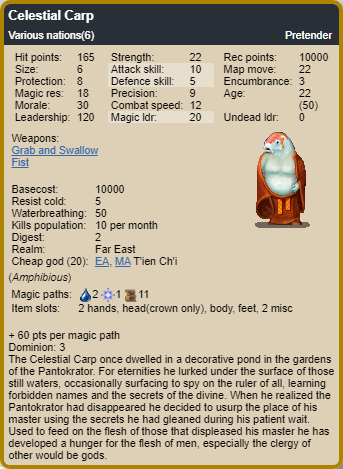 Celestial Carp
Various nations(6) Pretender
Hit points: 165 Strength: 22 Rec points: 10000
Size: 6 Attack skill: 10 Map move: 22
Protection: 8 Defence skill: 5 Encumbrance: 3
Magic res: 18 Precision: 9 Age: 22
Morale: 30 Combat speed: 12 (50)
Leadership: 120 Magic ldr: 20 Undead ldr: 0
Weapons:
Grab and Swallow
Fist
Basecost: 10000
Resist cold: 5
Waterbreathing: 50
Kills population: 10 per month
Digest: 2
Realm: Far East
Cheap god (20): EA, MA T'ien Ch'i
(Amphibious)
Magic paths: 2 1 11
Item slots: 2 hands, head(crown only), body, feet, 2 misc
+ 60 pts per magic path
Dominion: 3
The Celestial Carp once dwelled in a decorative pond in the gardens
of the Pantokrator. For eternities he lurked under the surface of those
still waters, occasionally surfacing to spy on the ruler of all, learning
forbidden names and the secrets of the divine. When he realized the
Pantokrator had disappeared he decided to usurp the place of his
master using the secrets he had gleaned during his patient wait.
Used to feed on the flesh of those that displeased his master he has
developed a hunger for the flesh of men, especially the clergy of
other would be gods.